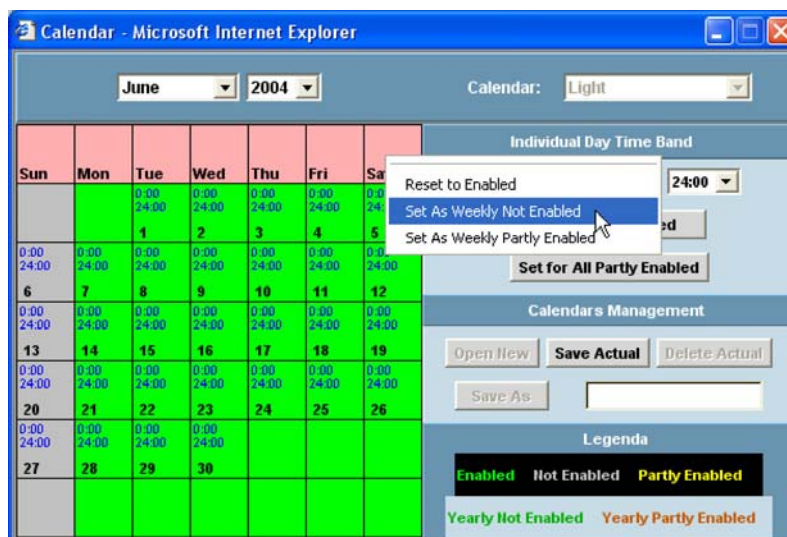 Calendar - Microsoft Internet Explorer
June 2004 Calendar: Light
Individual Day Time Band
Sun Mon Tue Wed Thu Fri
Reset to Enabled
24:00
Set As Weekly Not Enabled
Set As Weekly Partly Enabled
Set for All Partly Enabled
0:00 0:00 0:00 0:00
24:00 24:00 24:00 24:00
1 2 3 4 5
0:00 0:00 0:00 0:00 0:00 0:00 0:00
24:00 24:00 24:00 24:00 24:00 24:00 24:00
6 7 8 9 10 11 12
Calendars Management
0:00 0:00 0:00 0:00 0:00 0:00 0:00
24:00 24:00 24:00 24:00 24:00 24:00 24:00
13 14 15 16 17 18 19
Open New Save Actual Delete Actual
0:00 0:00 0:00 0:00 0:00 0:00 0:00
24:00 24:00 24:00 24:00 24:00 24:00 24:00
20 21 22 23 24 25 26
Save As
0:00 0:00 0:00 0:00
24:00 24:00 24:00 24:00
27 28 29 30
Legenda
Enabled Not Enabled Partly Enabled
Yearly Not Enabled Yearly Partly Enabled